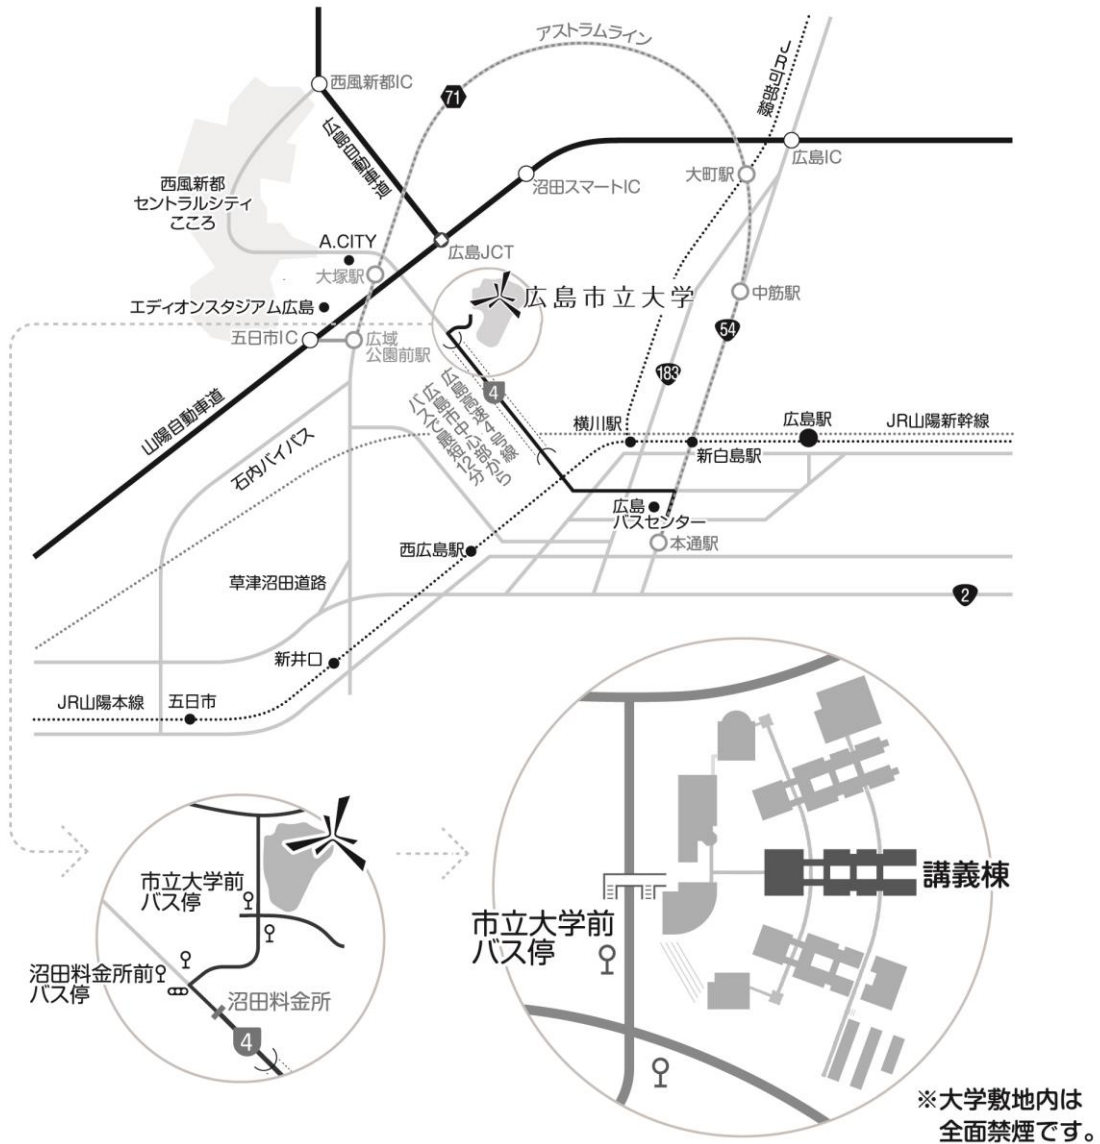 アストラムライン
JR可部線
西風新都IC
71
広島自動車道
広島IC
大町駅
沼田スマートIC
西風新都
セントラルシティ
こころ
A.CITY
広島JCT
大塚駅
広島市立大学
中筋駅
エディオンスタジアム広島
五日市IC
広域
公園前駅
54
183
4
広島高速4号線から
広島市中心部から
バスで最短12分
山陽自動車道
石内バイパス
横川駅
広島駅
JR山陽新幹線
新白島駅
広島
バスセンター
本通駅
西広島駅
草津沼田道路
2
新井口
JR山陽本線
五日市
市立大学前
バス停
沼田料金所前
バス停
沼田料金所
4
講義棟
市立大学前
バス停
※大学敷地内は
全面禁煙です。